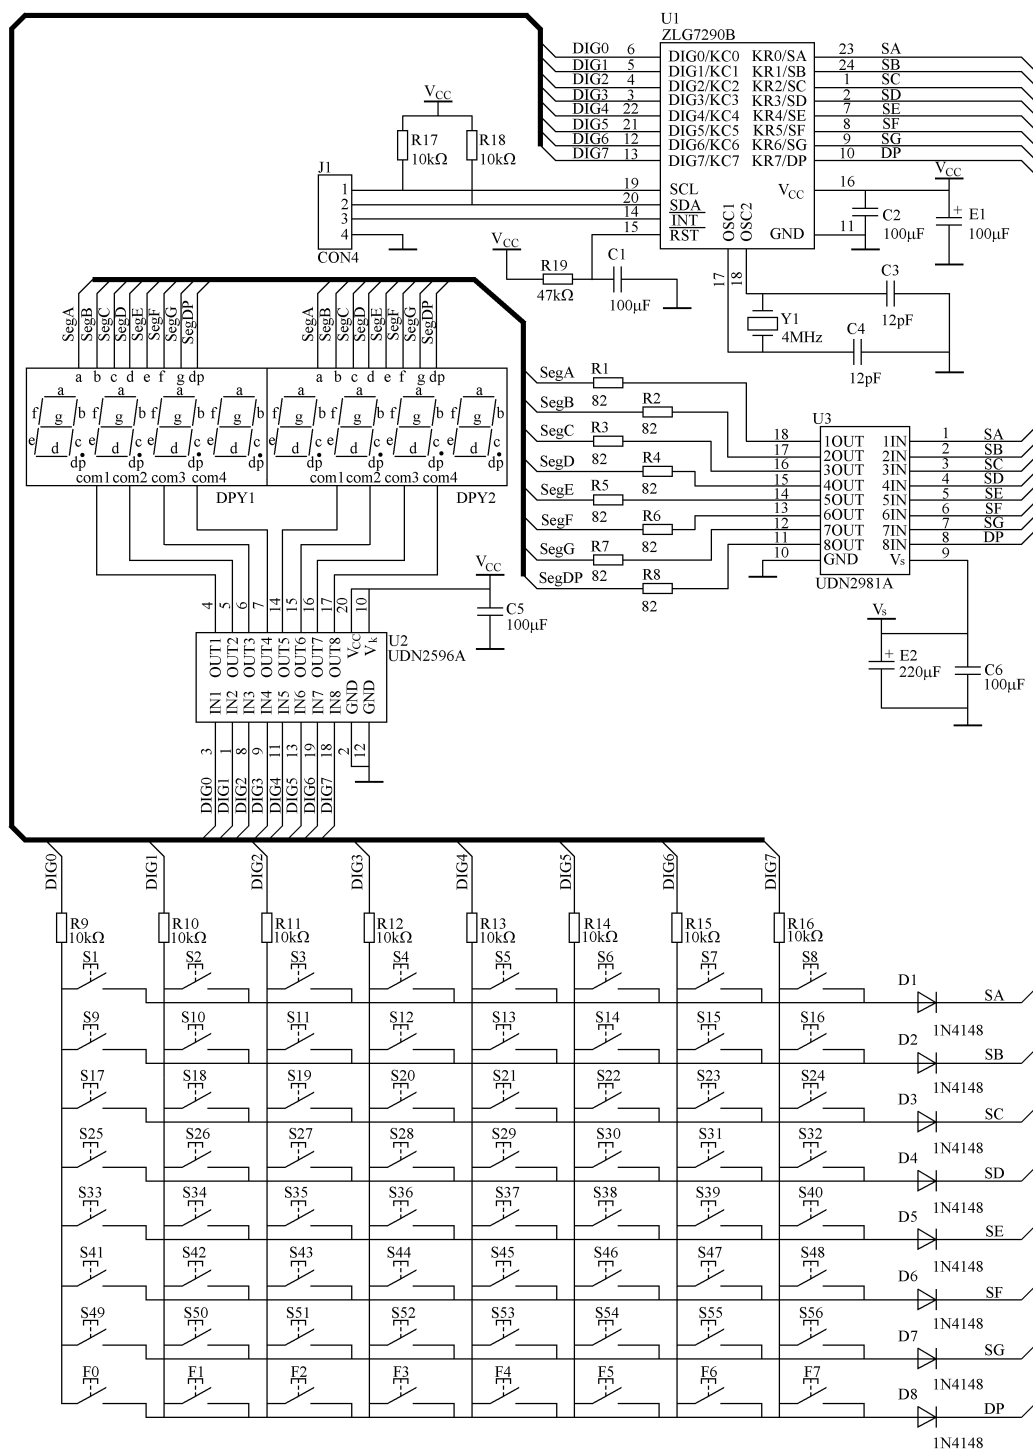 U1
ZLG7290B
DIG0 6 DIG0/KC0 KR0/SA 23 SA
DIG1 5 DIG1/KC1 KR1/SB 24 SB
DIG2 4 DIG2/KC2 KR2/SC 1 SC
DIG3 3 DIG3/KC3 KR3/SD 2 SD
DIG4 22 DIG4/KC4 KR4/SE 7 SE
DIG5 21 DIG5/KC5 KR5/SF 8 SF
DIG6 12 DIG6/KC6 KR6/SG 9 SG
DIG7 13 DIG7/KC7 KR7/DP 10 DP
19 SCL VCC 16
20 SDA
14 INT
15 RST GND 11
OSC1 OSC2
17 18
VCC
R17 R18
10kΩ 10kΩ
J1
1
2
3
4
CON4
VCC
R19
47kΩ
C1
100μF
C2
100μF
VCC
+ E1
100μF
C3
12pF
Y1
4MHz
C4
12pF
SegA SegB SegC SegD SegE SegF SegG SegDP
SegA SegB SegC SegD SegE SegF SegG SegDP
a b c d e f g dp a b c d e f g dp
a a a a a a a a
f g b f g b f g b f g b f g b f g b f g b f g b
e d c e d c e d c e d c e d c e d c e d c e d c
dp dp dp dp dp dp dp dp
com1 com2 com3 com4 com1 com2 com3 com4
DPY1 DPY2
SegA R1 82
SegB R2 82
SegC R3 82
SegD R4 82
SegE R5 82
SegF R6 82
SegG R7 82
SegDP R8 82
U3
18 1OUT 1IN 1 SA
17 2OUT 2IN 2 SB
16 3OUT 3IN 3 SC
15 4OUT 4IN 4 SD
14 5OUT 5IN 5 SE
13 6OUT 6IN 6 SF
12 7OUT 7IN 7 SG
11 8OUT 8IN 8 DP
10 GND Vs 9
UDN2981A
VCC
C5
100μF
4 5 6 7 14 15 16 17 20 10
OUT1 OUT2 OUT3 OUT4 OUT5 OUT6 OUT7 OUT8 VCC Vk
U2
UDN2596A
IN1 IN2 IN3 IN4 IN5 IN6 IN7 IN8 GND GND
3 1 8 9 11 13 19 18 2 12
DIG0 DIG1 DIG2 DIG3 DIG4 DIG5 DIG6 DIG7
Vs
+ E2
220μF
C6
100μF
DIG0 DIG1 DIG2 DIG3 DIG4 DIG5 DIG6 DIG7
R9 R10 R11 R12 R13 R14 R15 R16
10kΩ 10kΩ 10kΩ 10kΩ 10kΩ 10kΩ 10kΩ 10kΩ
S1 S2 S3 S4 S5 S6 S7 S8
D1 SA
1N4148
S9 S10 S11 S12 S13 S14 S15 S16
D2 SB
1N4148
S17 S18 S19 S20 S21 S22 S23 S24
D3 SC
1N4148
S25 S26 S27 S28 S29 S30 S31 S32
D4 SD
1N4148
S33 S34 S35 S36 S37 S38 S39 S40
D5 SE
1N4148
S41 S42 S43 S44 S45 S46 S47 S48
D6 SF
1N4148
S49 S50 S51 S52 S53 S54 S55 S56
D7 SG
1N4148
F0 F1 F2 F3 F4 F5 F6 F7
D8 DP
1N4148